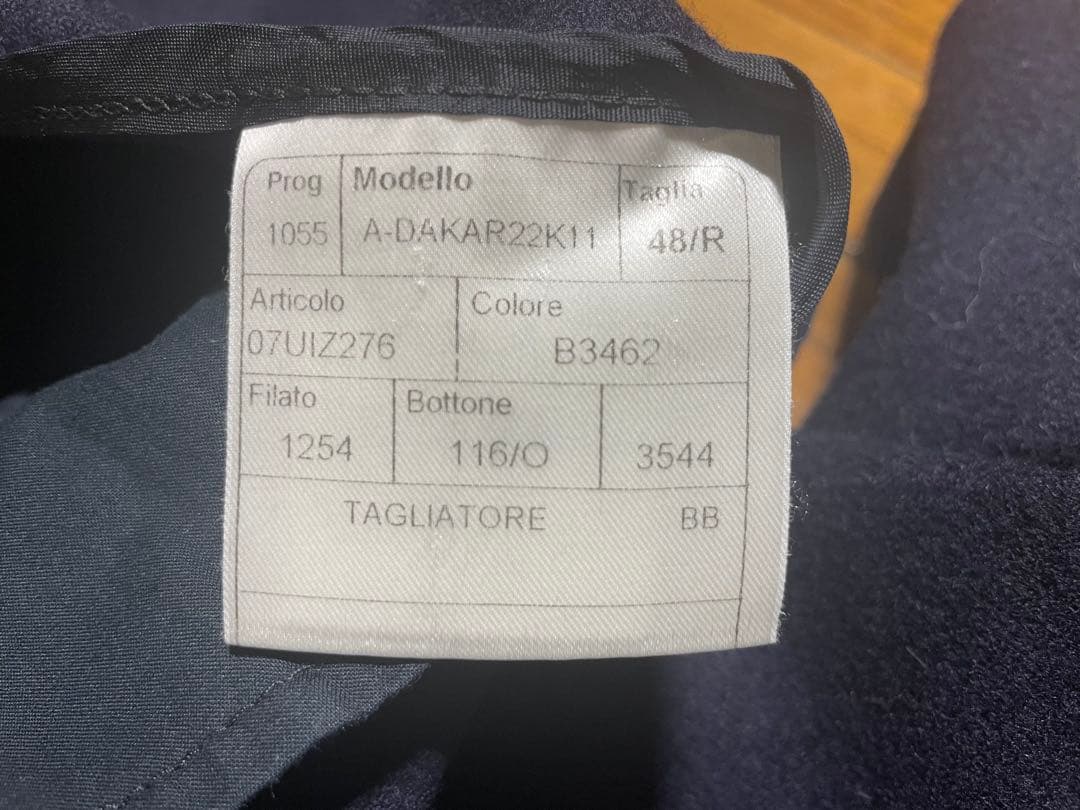 Prog Modello Taglia
1055 A-DAKAR22K11 48/R
Articolo Colore
07UIZ276 B3462
Filato Bottone
1254 116/O 3544
TAGLIATORE BB